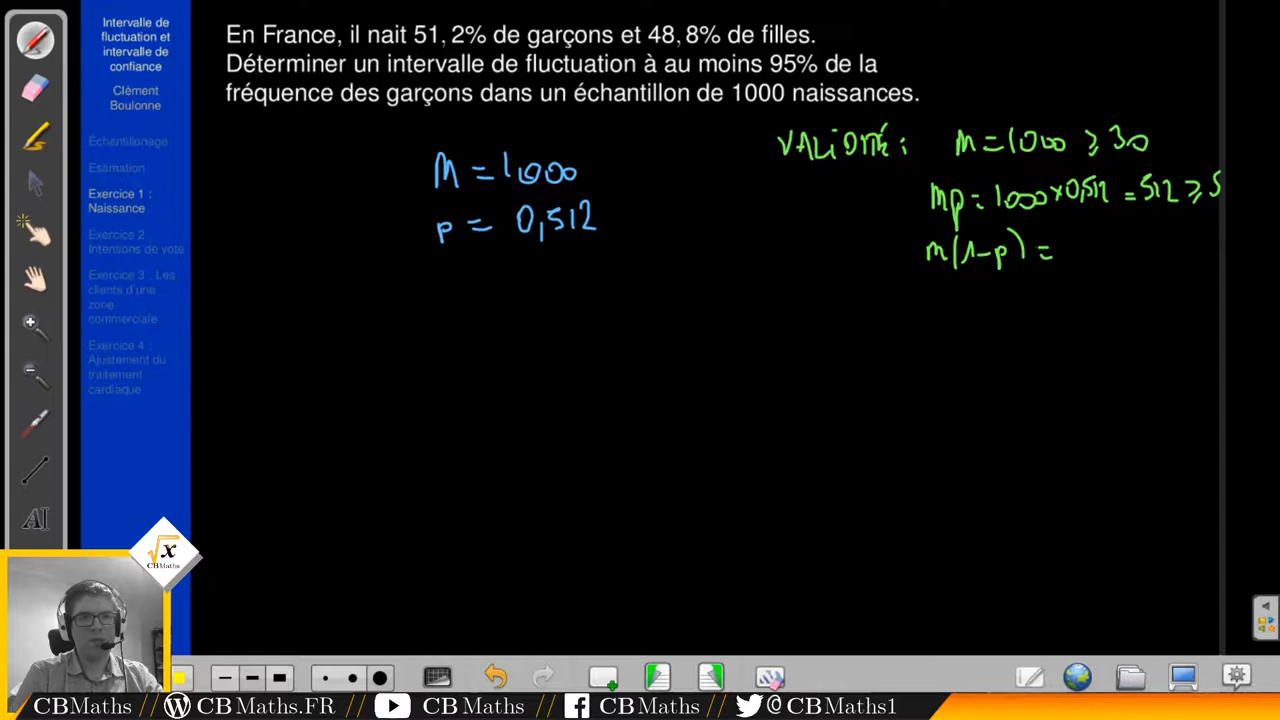 Intervalle de
fluctuation et
intervalle de
confiance
Clément
Boulonne
Échantillonage
Estimation
Exercice 1 :
Naissance
Exercice 2
Intentions de vote
Exercice 3 : Les
clients d'une
zone
commerciale
Exercice 4 :
Ajustement du
traitement
cardiaque
En France, il nait 51, 2% de garçons et 48, 8% de filles.
Déterminer un intervalle de fluctuation à au moins 95% de la
fréquence des garçons dans un échantillon de 1000 naissances.
n = 1000
p = 0,512
VALIDITÉ : n = 1000 ≥ 30
np = 1000 × 0,512 = 512 ≥ 5
n(1-p) =
√x
CBMaths
AI
CBMaths CBMaths.FR CBMaths CBMaths @CBMaths1